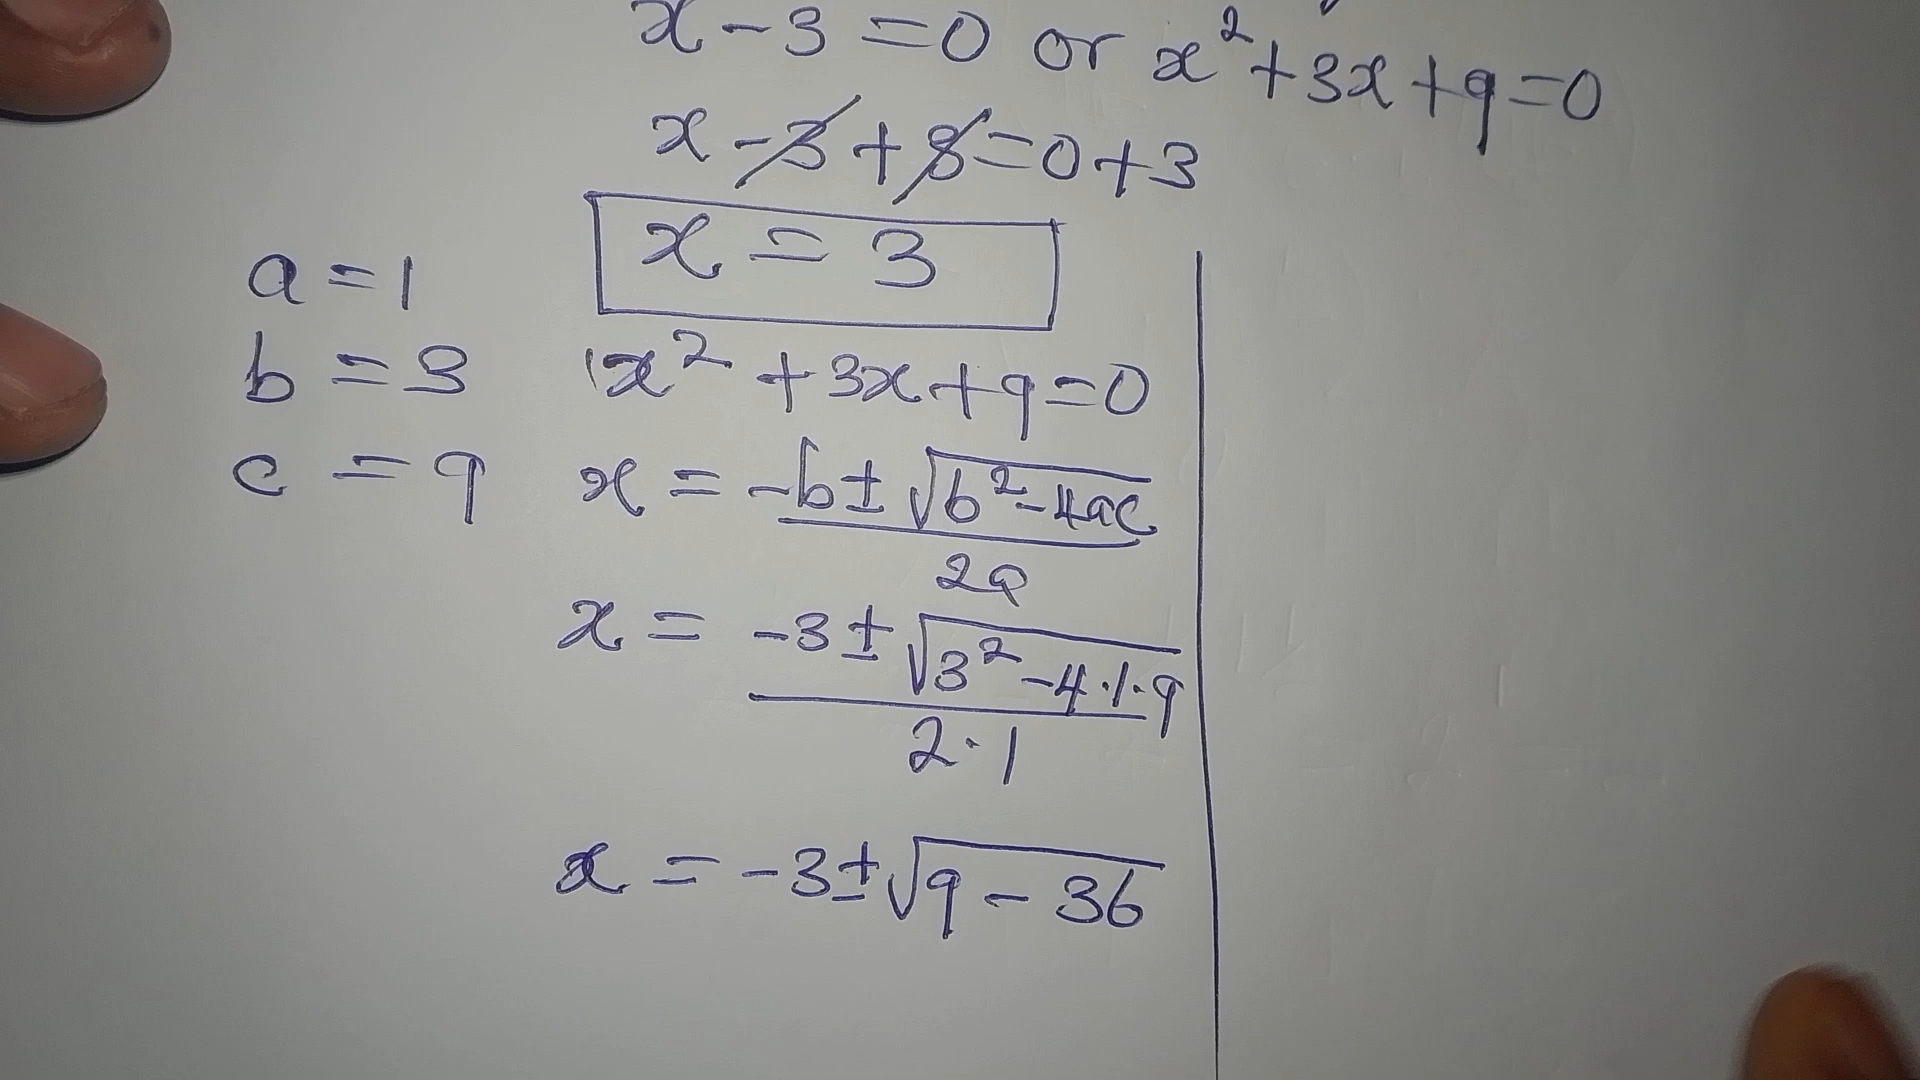 x-3=0 or x²+3x+9=0
x-3+3=0+3
x=3
a=1
b=3
c=9
1x²+3x+9=0
x=-b±√b²-4ac
2a
x=-3±√3²-4·1·9
2·1
x=-3±√9-36